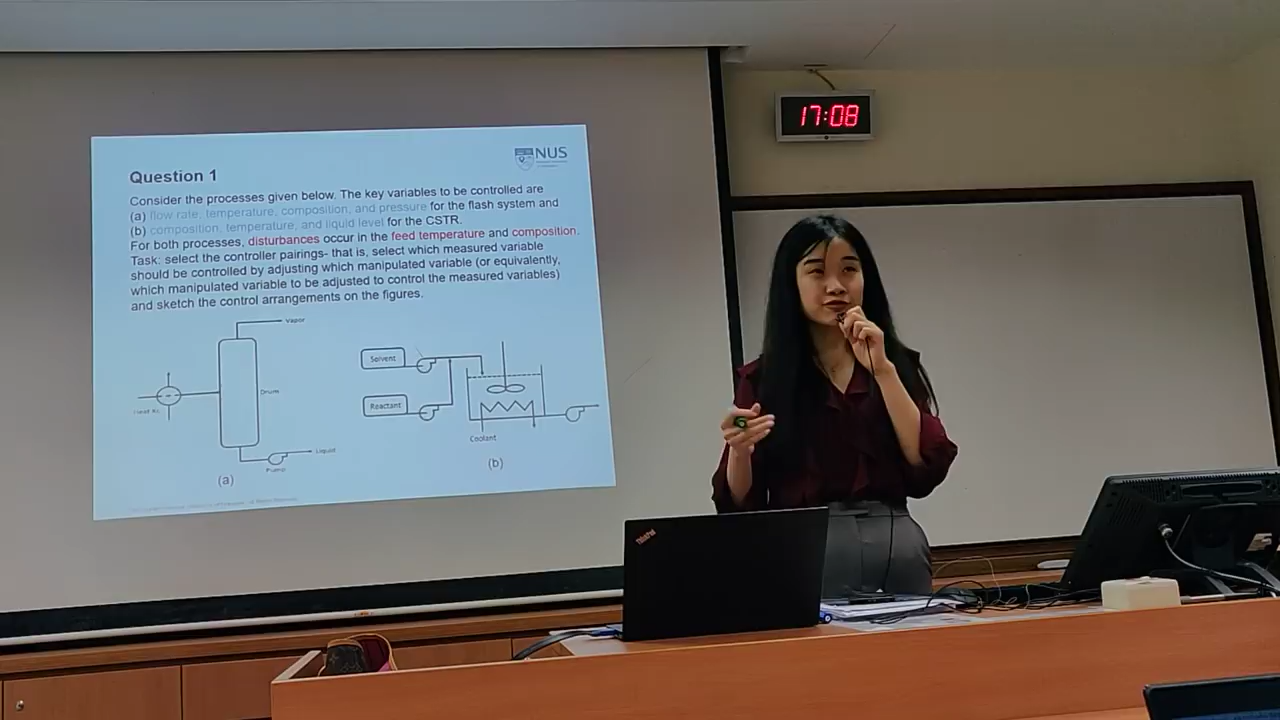 17:08
NUS
Question 1
Consider the processes given below. The key variables to be controlled are
(a) flow rate, temperature, composition, and pressure for the flash system and
(b) composition, temperature, and liquid level for the CSTR.
For both processes, disturbances occur in the feed temperature and composition.
Task: select the controller pairings- that is, select which measured variable
should be controlled by adjusting which manipulated variable (or equivalently,
which manipulated variable to be adjusted to control the measured variables)
and sketch the control arrangements on the figures.
Vapor
Drum
Liquid
Pump
(a)
Solvent
Reactant
Coolant
(b)
ThinkPad